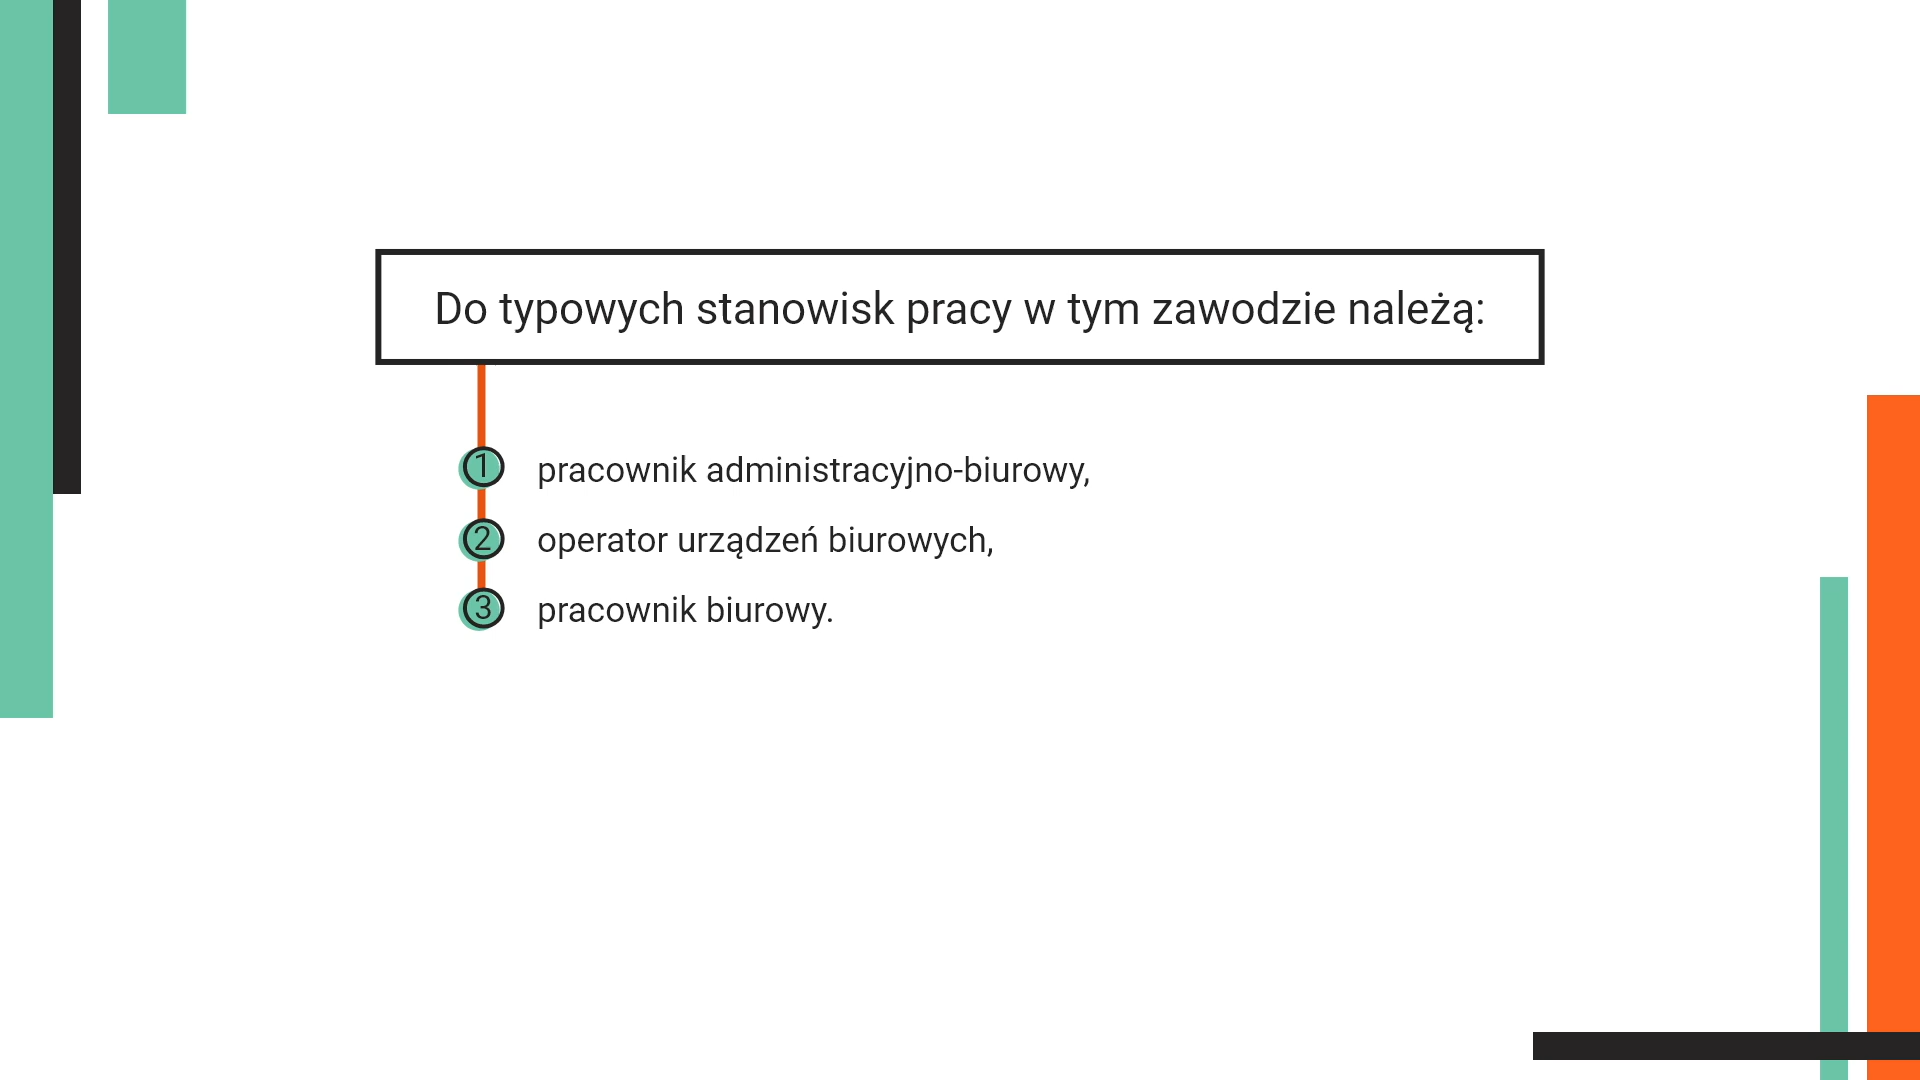 Do typowych stanowisk pracy w tym zawodzie należą:
1 pracownik administracyjno-biurowy,
2 operator urządzeń biurowych,
3 pracownik biurowy.